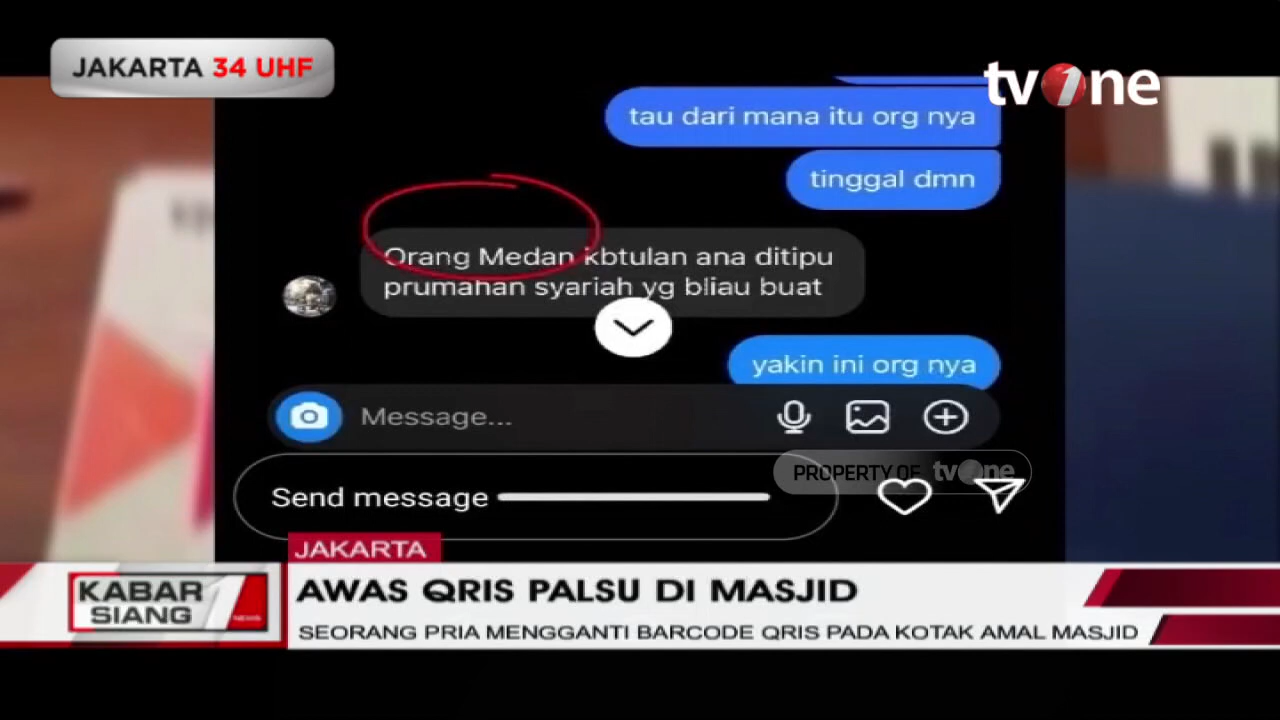 JAKARTA 34 UHF
tvOne
tau dari mana itu org nya
tinggal dmn
Orang Medan kbtulan ana ditipu
prumahan syariah yg bliau buat
yakin ini org nya
Message...
PROPERTY OF tvOne
Send message
JAKARTA
KABAR
SIANG
NEWS
AWAS QRIS PALSU DI MASJID
SEORANG PRIA MENGGANTI BARCODE QRIS PADA KOTAK AMAL MASJID